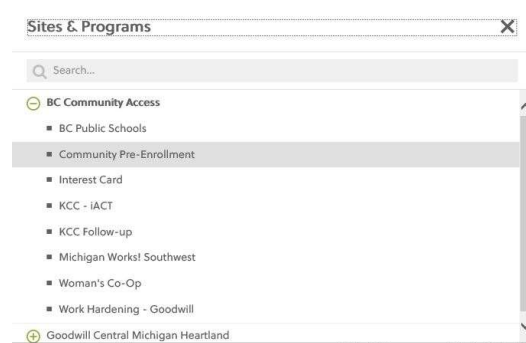 Sites & Programs
Search...
BC Community Access
BC Public Schools
Community Pre-Enrollment
Interest Card
KCC - iACT
KCC Follow-up
Michigan Works! Southwest
Woman's Co-Op
Work Hardening - Goodwill
Goodwill Central Michigan Heartland